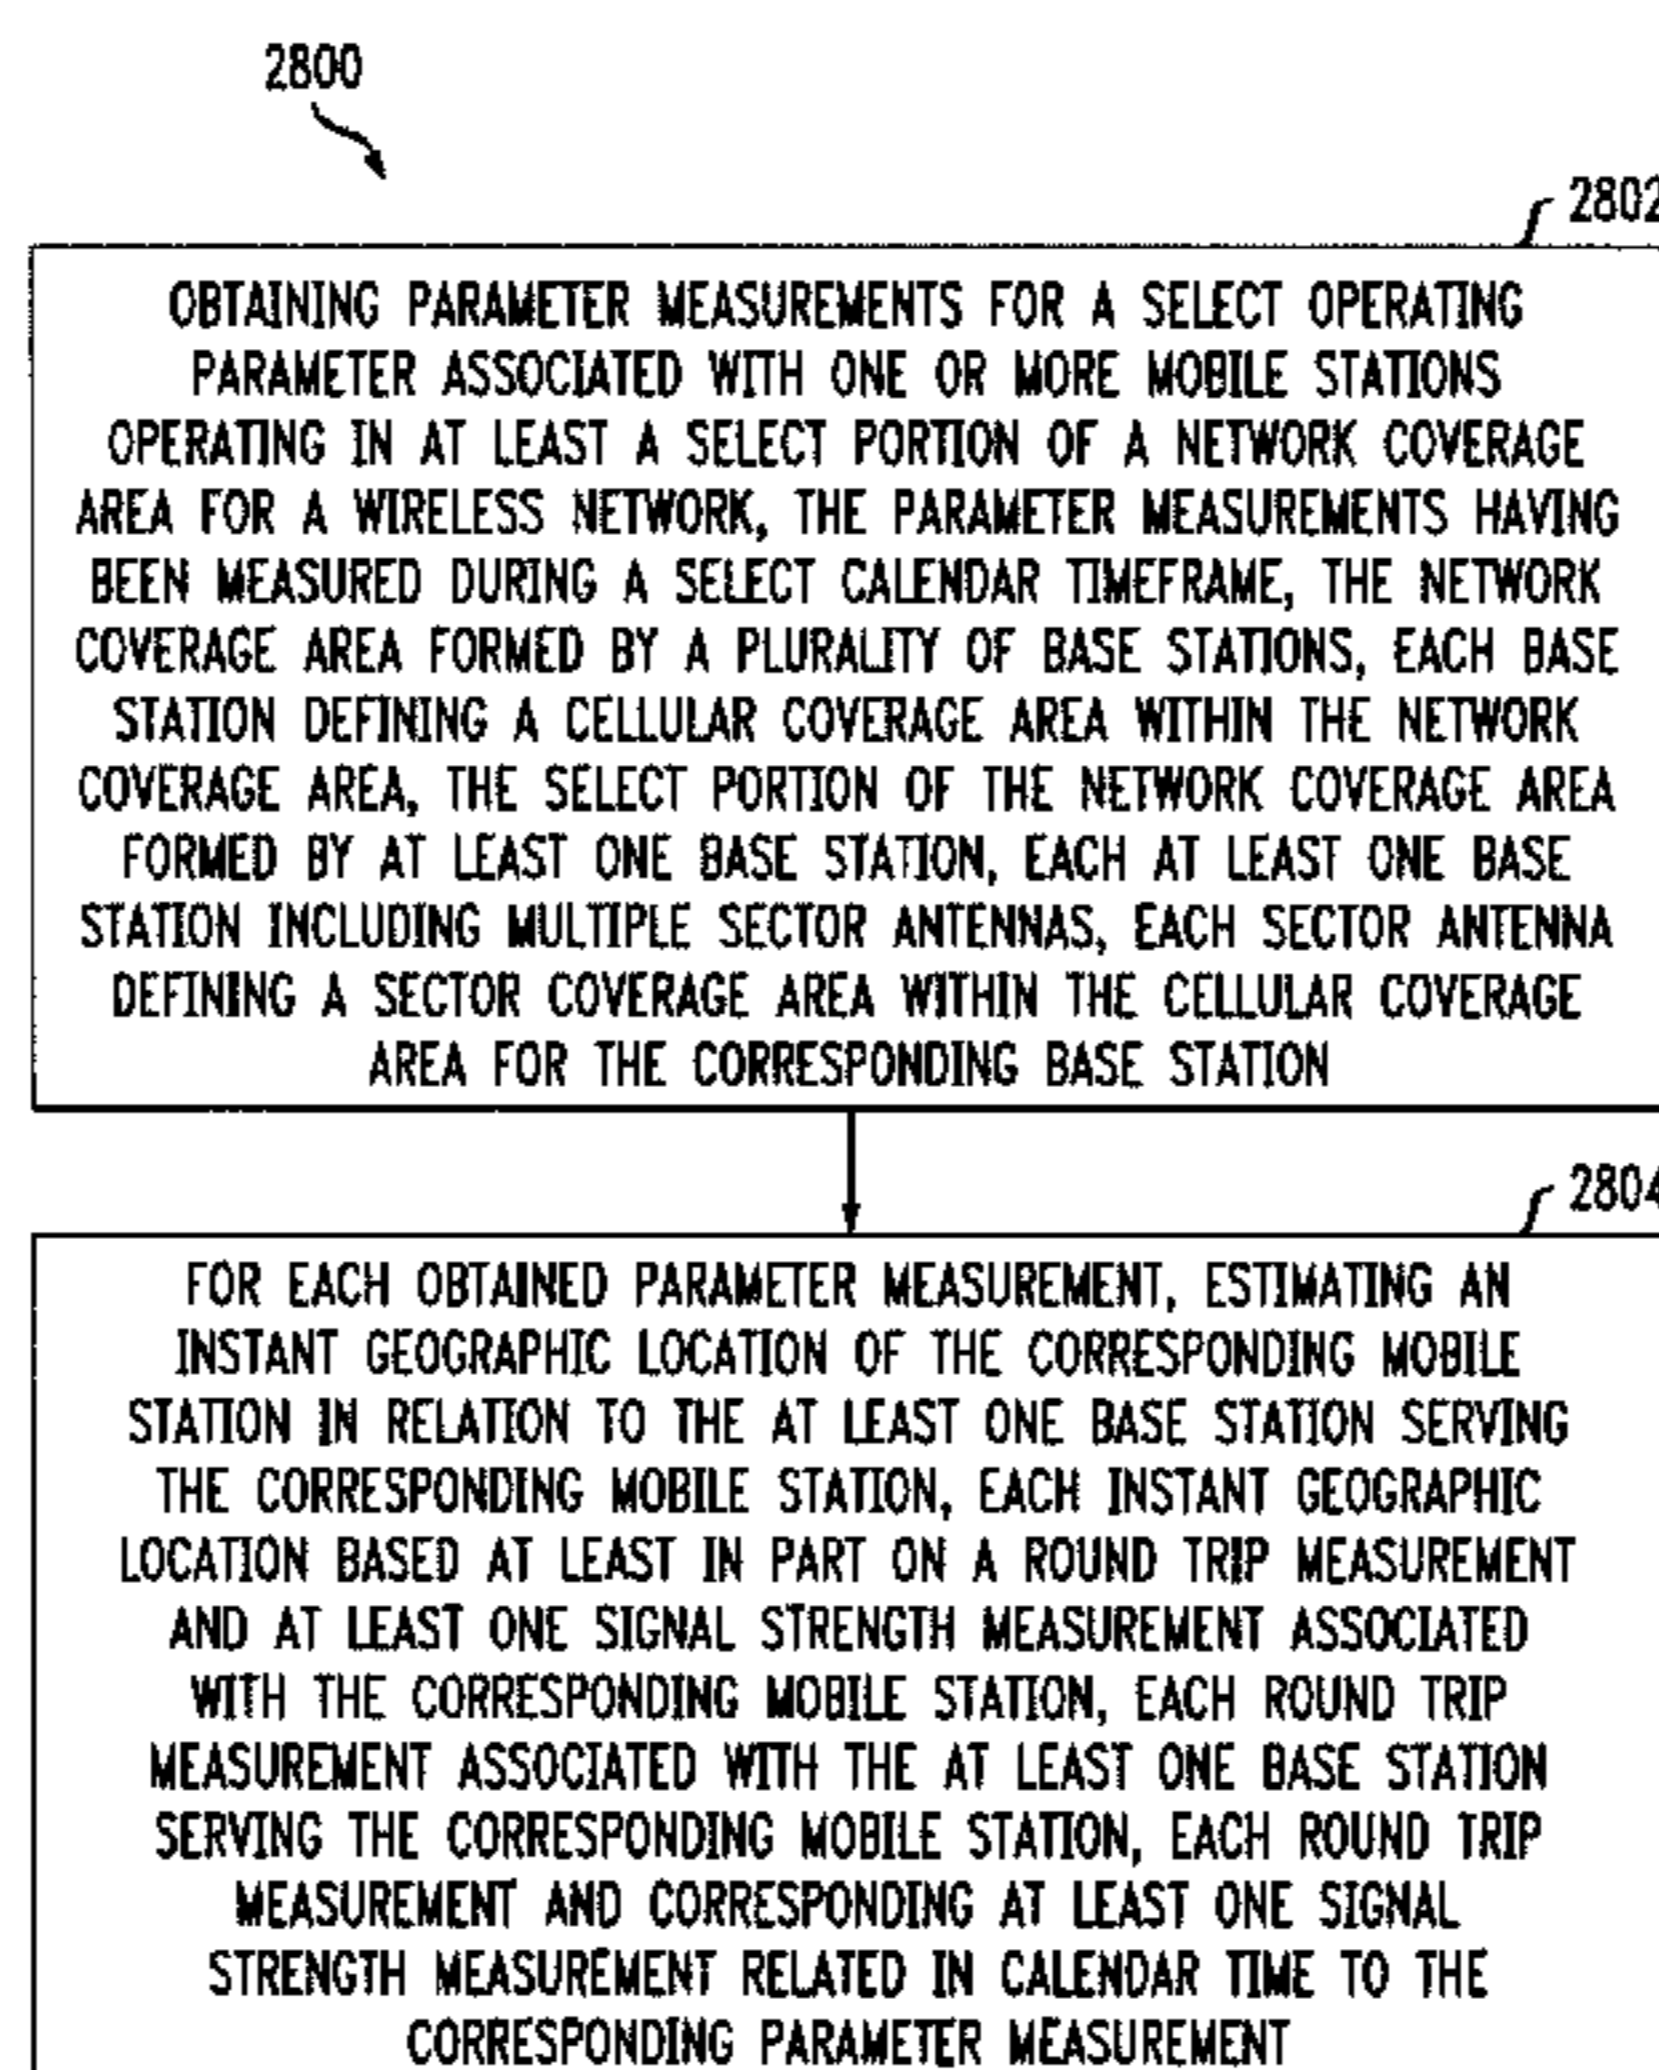 2800
2802
OBTAINING PARAMETER MEASUREMENTS FOR A SELECT OPERATING
PARAMETER ASSOCIATED WITH ONE OR MORE MOBILE STATIONS
OPERATING IN AT LEAST A SELECT PORTION OF A NETWORK COVERAGE
AREA FOR A WIRELESS NETWORK, THE PARAMETER MEASUREMENTS HAVING
BEEN MEASURED DURING A SELECT CALENDAR TIMEFRAME, THE NETWORK
COVERAGE AREA FORMED BY A PLURALITY OF BASE STATIONS, EACH BASE
STATION DEFINING A CELLULAR COVERAGE AREA WITHIN THE NETWORK
COVERAGE AREA, THE SELECT PORTION OF THE NETWORK COVERAGE AREA
FORMED BY AT LEAST ONE BASE STATION, EACH AT LEAST ONE BASE
STATION INCLUDING MULTIPLE SECTOR ANTENNAS, EACH SECTOR ANTENNA
DEFINING A SECTOR COVERAGE AREA WITHIN THE CELLULAR COVERAGE
AREA FOR THE CORRESPONDING BASE STATION
2804
FOR EACH OBTAINED PARAMETER MEASUREMENT, ESTIMATING AN
INSTANT GEOGRAPHIC LOCATION OF THE CORRESPONDING MOBILE
STATION IN RELATION TO THE AT LEAST ONE BASE STATION SERVING
THE CORRESPONDING MOBILE STATION, EACH INSTANT GEOGRAPHIC
LOCATION BASED AT LEAST IN PART ON A ROUND TRIP MEASUREMENT
AND AT LEAST ONE SIGNAL STRENGTH MEASUREMENT ASSOCIATED
WITH THE CORRESPONDING MOBILE STATION, EACH ROUND TRIP
MEASUREMENT ASSOCIATED WITH THE AT LEAST ONE BASE STATION
SERVING THE CORRESPONDING MOBILE STATION, EACH ROUND TRIP
MEASUREMENT AND CORRESPONDING AT LEAST ONE SIGNAL
STRENGTH MEASUREMENT RELATED IN CALENDAR TIME TO THE
CORRESPONDING PARAMETER MEASUREMENT